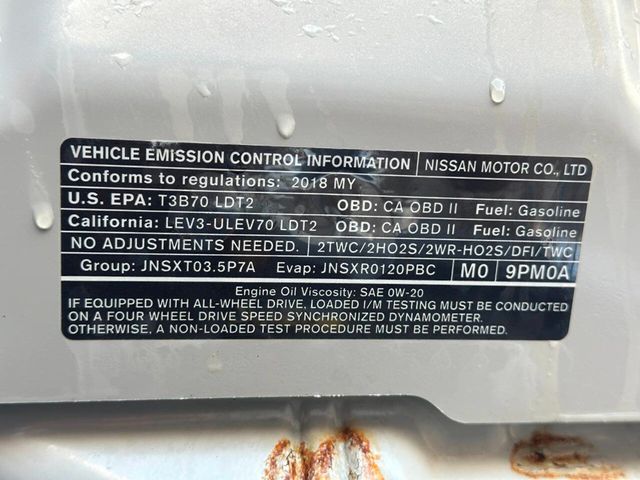 VEHICLE EMISSION CONTROL INFORMATION NISSAN MOTOR CO., LTD
Conforms to regulations: 2018 MY
U.S. EPA: T3B70 LDT2 OBD: CA OBD II Fuel: Gasoline
California: LEV3-ULEV70 LDT2 OBD: CA OBD II Fuel: Gasoline
NO ADJUSTMENTS NEEDED. 2TWC/2HO2S/2WR-HO2S/DFI/TWC
Group: JNSXT03.5P7A Evap: JNSXR0120PBC M0 9PM0A
Engine Oil Viscosity: SAE 0W-20
IF EQUIPPED WITH ALL-WHEEL DRIVE, LOADED I/M TESTING MUST BE CONDUCTED
ON A FOUR WHEEL DRIVE SPEED SYNCHRONIZED DYNAMOMETER.
OTHERWISE, A NON-LOADED TEST PROCEDURE MUST BE PERFORMED.